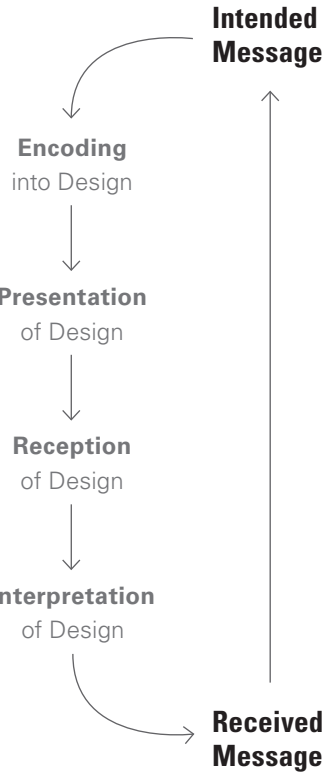 Intended
Message
Encoding
into Design
Presentation
of Design
Reception
of Design
nterpretation
of Design
Received
Message